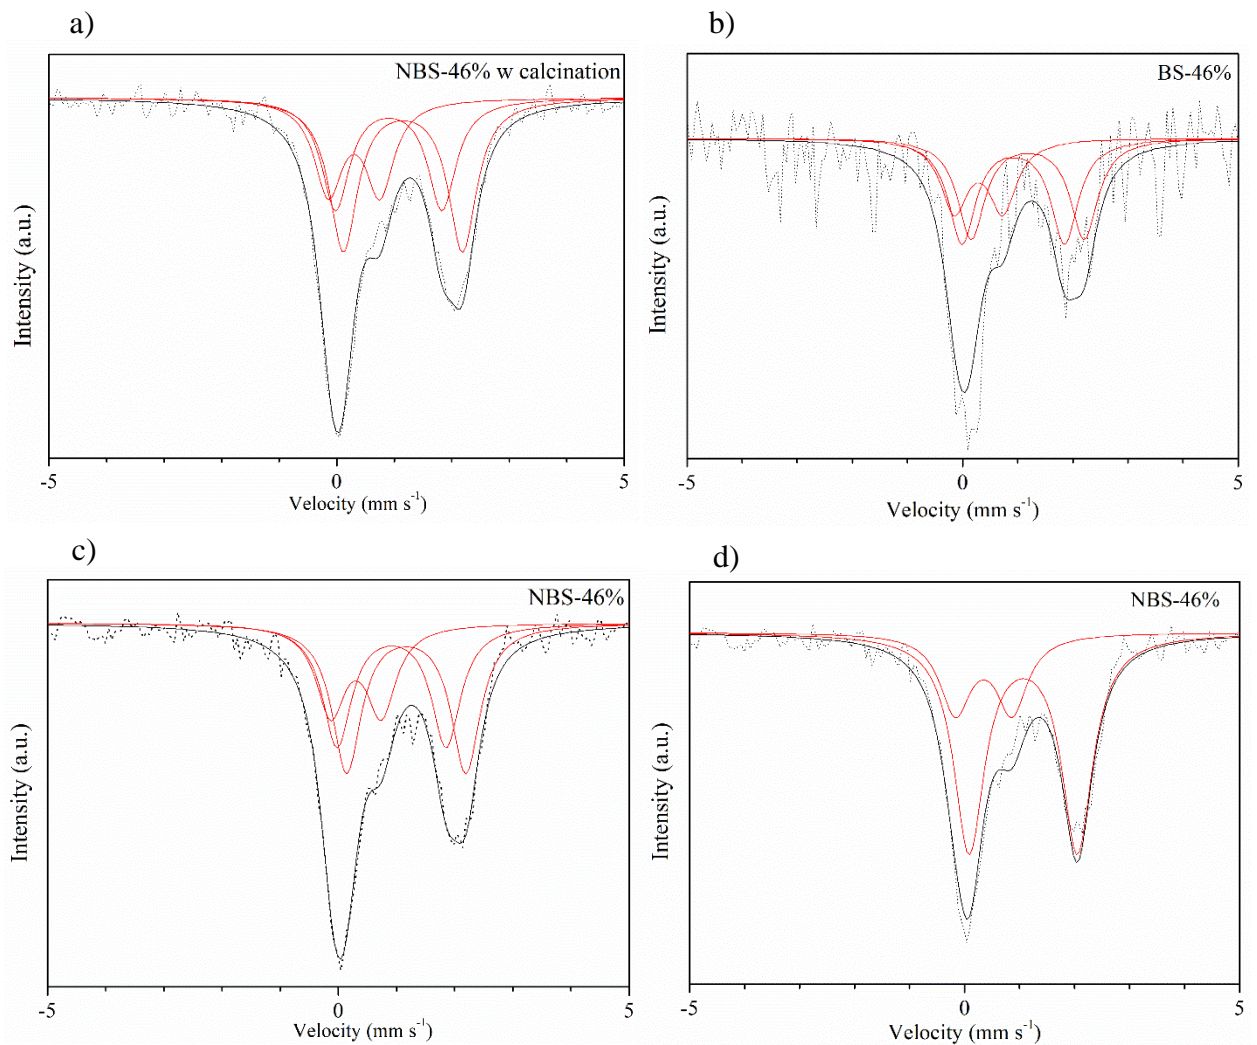 a)
NBS-46% w calcination
Intensity (a.u.)
-5 0 5
Velocity (mm s⁻¹)
b)
BS-46%
Intensity (a.u.)
-5 0 5
Velocity (mm s⁻¹)
c)
NBS-46%
Intensity (a.u.)
-5 0 5
Velocity (mm s⁻¹)
d)
NBS-46%
Intensity (a.u.)
-5 0 5
Velocity (mm s⁻¹)